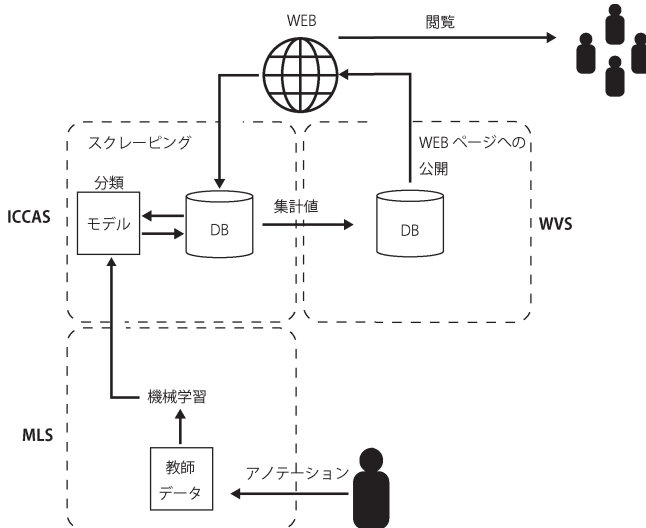 WEB
閲覧
スクレーピング
WEB ページへの
公開
分類
モデル
DB
集計値
DB
ICCAS
WVS
機械学習
MLS
教師
データ
アノテーション